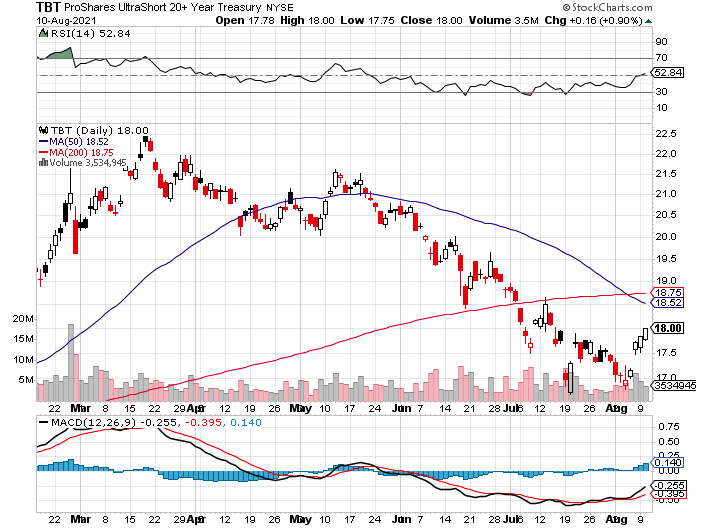 TBT ProShares UltraShort 20+ Year Treasury NYSE © StockCharts.com
10-Aug-2021 Open 17.78 High 18.00 Low 17.75 Close 18.00 Volume 3.5M Chg +0.16 (+0.90%)
RSI(14) 52.84
90
70
52.84
30
10
TBT (Daily) 18.00
MA(50) 18.52
MA(200) 18.75
Volume 3,534,945
22.5
22.0
21.5
21.0
20.5
20.0
19.5
19.0
18.75
18.52
18.00
17.5
17.0
3534945
20M
15M
10M
5M
22 Mar 8 15 22 29 Apr 12 19 26 May 10 17 24 Jun 7 14 21 28 Jul 6 12 19 26 Aug 9
MACD(12,26,9) -0.255, -0.395, 0.140
0.75
0.50
0.25
0.140
0.00
-0.255
-0.395
22 Mar 8 15 22 29 Apr 12 19 26 May 10 17 24 Jun 7 14 21 28 Jul 6 12 19 26 Aug 9